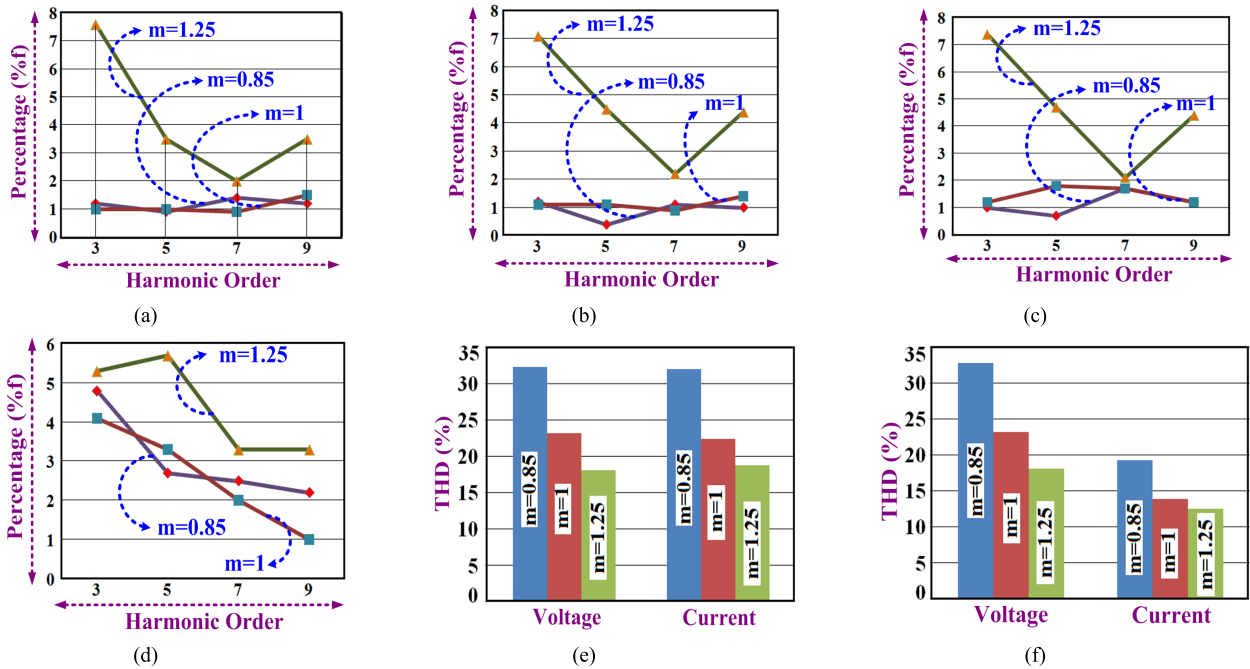 8
7
6
5
4
3
2
1
0
Percentage (%f)
m=1.25
m=0.85
m=1
3 5 7 9
Harmonic Order
(a)
8
7
6
5
4
3
2
1
0
Percentage (%f)
m=1.25
m=0.85
m=1
3 5 7 9
Harmonic Order
(b)
8
7
6
5
4
3
2
1
0
Percentage (%f)
m=1.25
m=0.85
m=1
3 5 7 9
Harmonic Order
(c)
6
5
4
3
2
1
0
Percentage (%f)
m=1.25
m=0.85
m=1
3 5 7 9
Harmonic Order
(d)
35
30
25
20
15
10
5
0
THD (%)
m=0.85
m=1
m=1.25
m=0.85
m=1
m=1.25
Voltage Current
(e)
35
30
25
20
15
10
5
0
THD (%)
m=0.85
m=1
m=1.25
m=0.85
m=1
m=1.25
Voltage Current
(f)